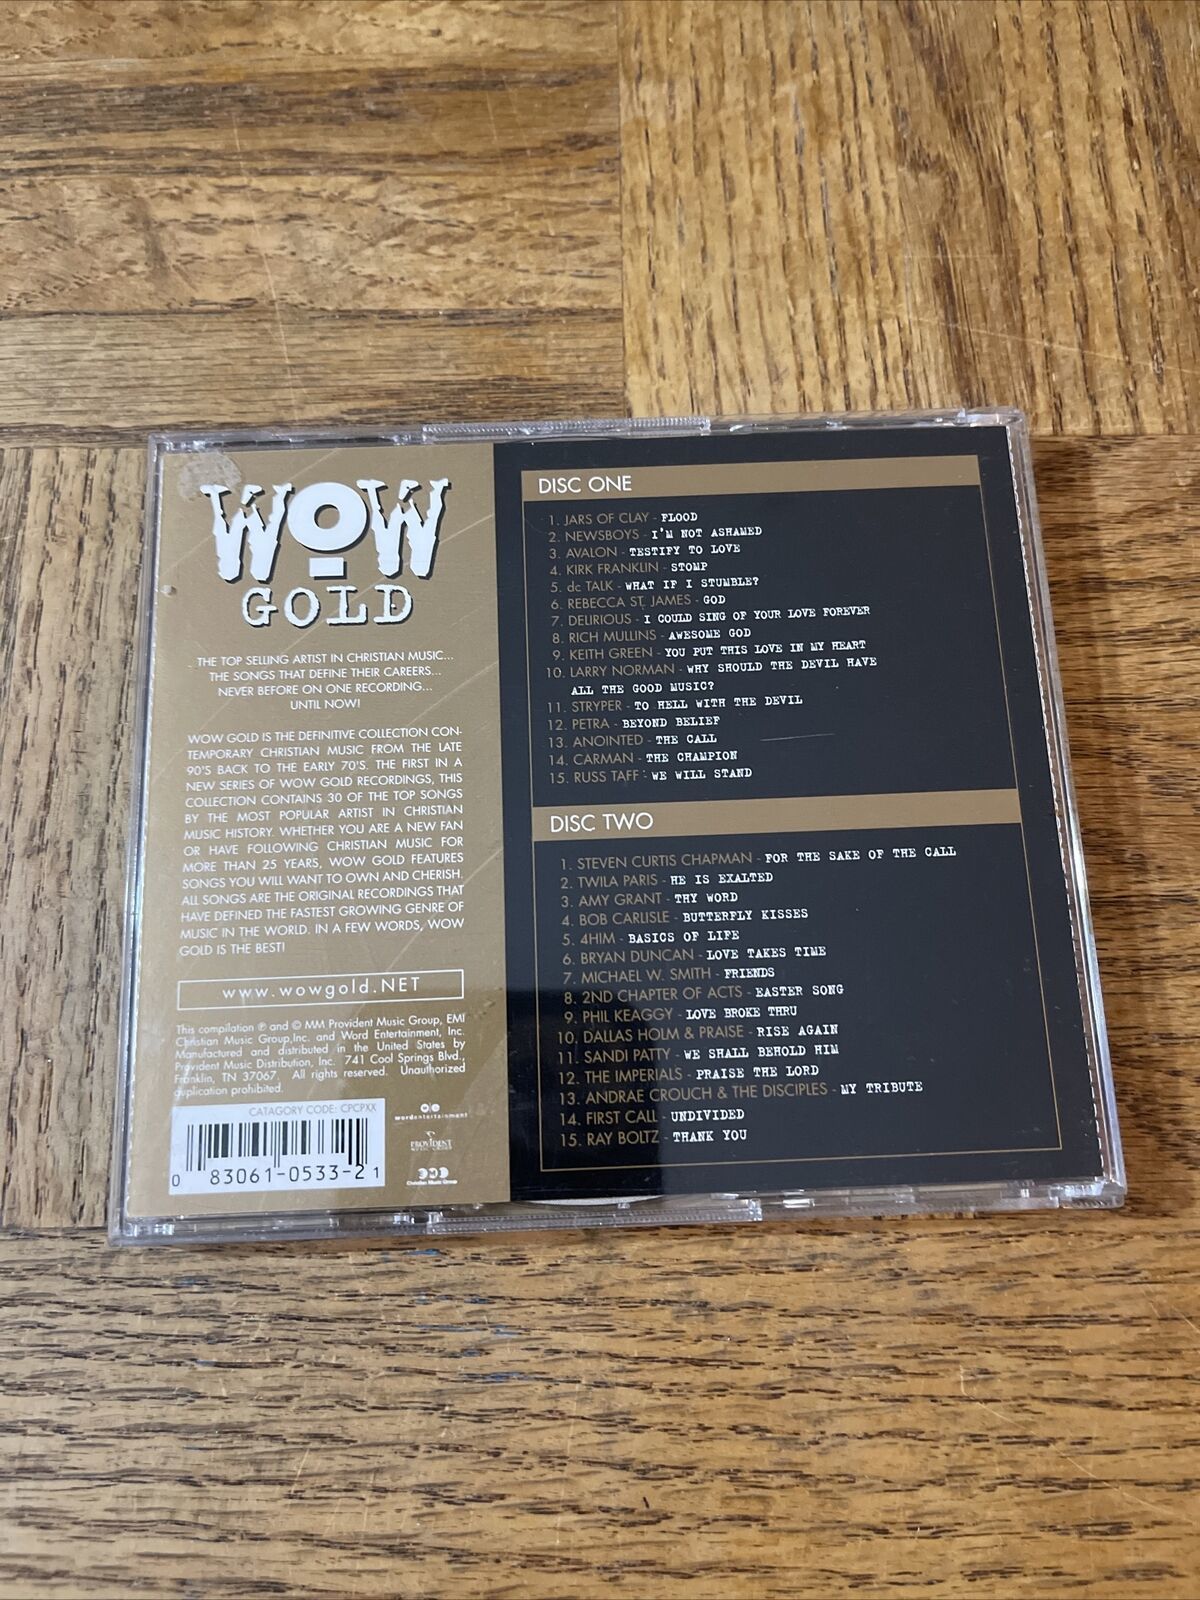 WOW
GOLD
THE TOP SELLING ARTIST IN CHRISTIAN MUSIC...
THE SONGS THAT DEFINE THEIR CAREERS...
NEVER BEFORE ON ONE RECORDING...
UNTIL NOW!
WOW GOLD IS THE DEFINITIVE COLLECTION CON-
TEMPORARY CHRISTIAN MUSIC FROM THE LATE
90'S BACK TO THE EARLY 70'S. THE FIRST IN A
NEW SERIES OF WOW GOLD RECORDINGS, THIS
COLLECTION CONTAINS 30 OF THE TOP SONGS
BY THE MOST POPULAR ARTIST IN CHRISTIAN
MUSIC HISTORY. WHETHER YOU ARE A NEW FAN
OR HAVE FOLLOWING CHRISTIAN MUSIC FOR
MORE THAN 25 YEARS, WOW GOLD FEATURES
SONGS YOU WILL WANT TO OWN AND CHERISH.
ALL SONGS ARE THE ORIGINAL RECORDINGS THAT
HAVE DEFINED THE FASTEST GROWING GENRE OF
MUSIC IN THE WORLD. IN A FEW WORDS, WOW
GOLD IS THE BEST!
www.wowgold.NET
This compilation ℗ and © MM Provident Music Group, EMI
Christian Music Group,Inc. and Word Entertainment, Inc.
Manufactured and distributed in the United States by
Provident Music Distribution, Inc. 741 Cool Springs Blvd.,
Franklin, TN 37067. All rights reserved. Unauthorized
duplication prohibited.
CATAGORY CODE: CPCPXX
0 83061-0533-2 1
wordentertainment
PROVIDENT
MUSIC GROUP
Christian Music Group
DISC ONE
1. JARS OF CLAY - FLOOD
2. NEWSBOYS - I'M NOT ASHAMED
3. AVALON - TESTIFY TO LOVE
4. KIRK FRANKLIN - STOMP
5. dc TALK - WHAT IF I STUMBLE?
6. REBECCA ST. JAMES - GOD
7. DELIRIOUS - I COULD SING OF YOUR LOVE FOREVER
8. RICH MULLINS - AWESOME GOD
9. KEITH GREEN - YOU PUT THIS LOVE IN MY HEART
10. LARRY NORMAN - WHY SHOULD THE DEVIL HAVE
ALL THE GOOD MUSIC?
11. STRYPER - TO HELL WITH THE DEVIL
12. PETRA - BEYOND BELIEF
13. ANOINTED - THE CALL
14. CARMAN - THE CHAMPION
15. RUSS TAFF - WE WILL STAND
DISC TWO
1. STEVEN CURTIS CHAPMAN - FOR THE SAKE OF THE CALL
2. TWILA PARIS - HE IS EXALTED
3. AMY GRANT - THY WORD
4. BOB CARLISLE - BUTTERFLY KISSES
5. 4HIM - BASICS OF LIFE
6. BRYAN DUNCAN - LOVE TAKES TIME
7. MICHAEL W. SMITH - FRIENDS
8. 2ND CHAPTER OF ACTS - EASTER SONG
9. PHIL KEAGGY - LOVE BROKE THRU
10. DALLAS HOLM & PRAISE - RISE AGAIN
11. SANDI PATTY - WE SHALL BEHOLD HIM
12. THE IMPERIALS - PRAISE THE LORD
13. ANDRAE CROUCH & THE DISCIPLES - MY TRIBUTE
14. FIRST CALL - UNDIVIDED
15. RAY BOLTZ - THANK YOU